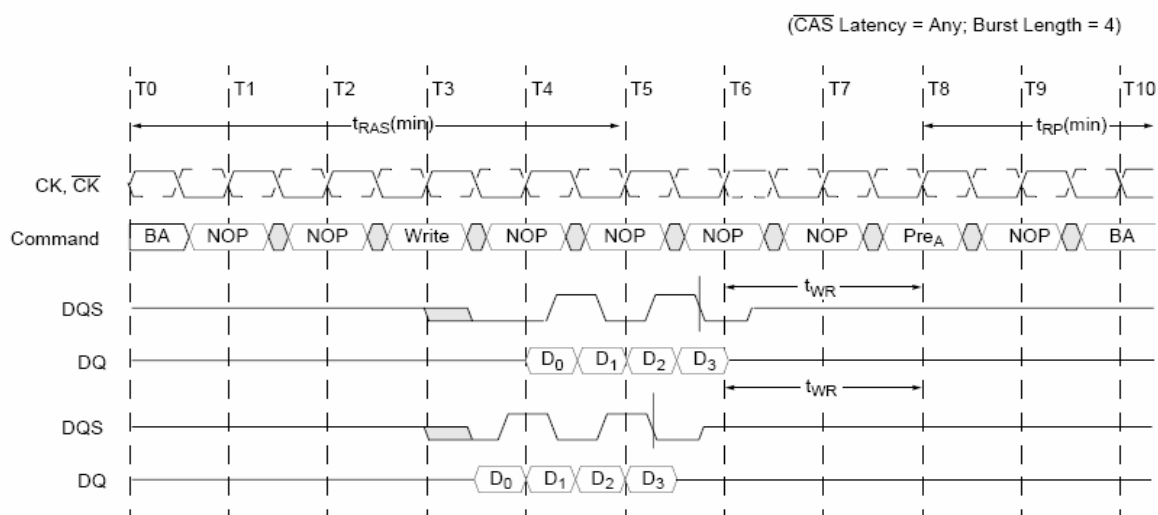 (CAS Latency = Any; Burst Length = 4)
T0 T1 T2 T3 T4 T5 T6 T7 T8 T9 T10
tRAS(min) tRP(min)
CK, CK
Command BA NOP NOP Write NOP NOP NOP NOP PreA NOP BA
tWR
DQS
DQ D0 D1 D2 D3
tWR
DQS
DQ D0 D1 D2 D3